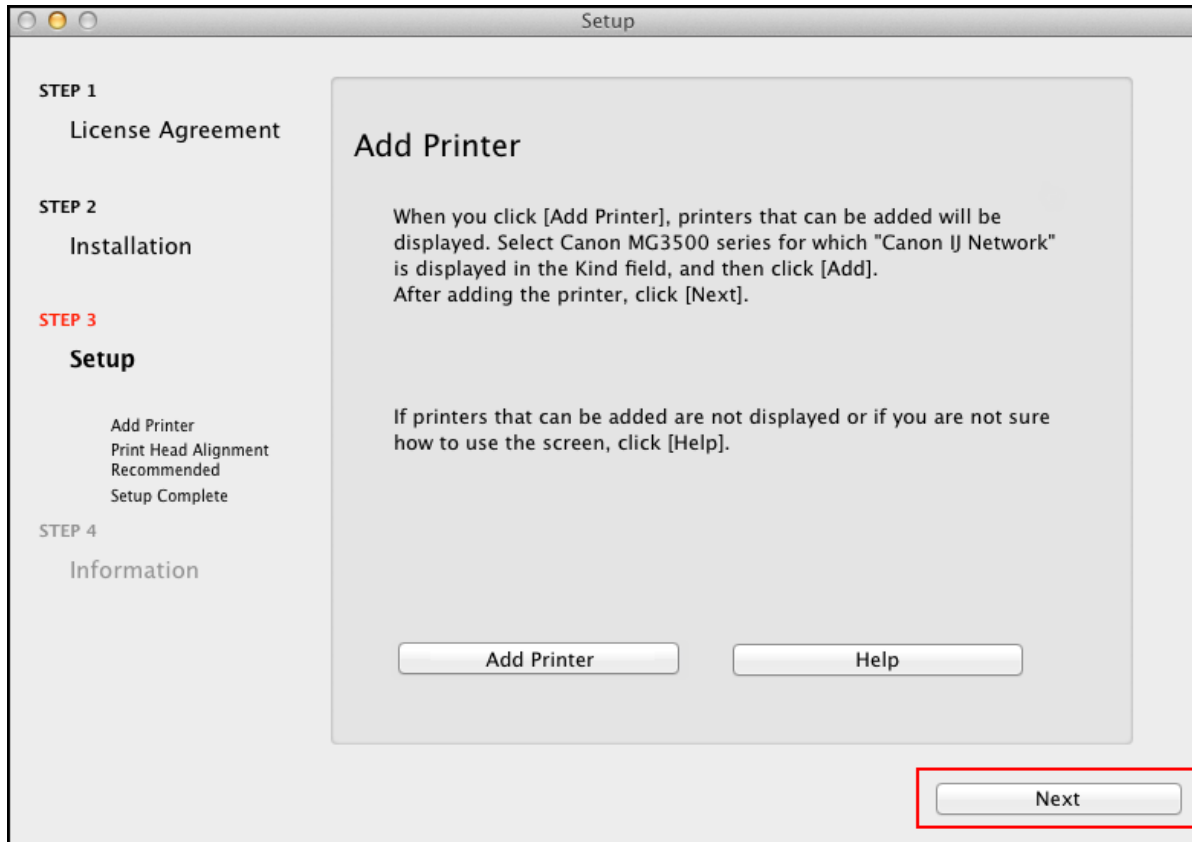 Setup
STEP 1
License Agreement
STEP 2
Installation
STEP 3
Setup
Add Printer
Print Head Alignment
Recommended
Setup Complete
STEP 4
Information
Add Printer
When you click [Add Printer], printers that can be added will be
displayed. Select Canon MG3500 series for which "Canon IJ Network"
is displayed in the Kind field, and then click [Add].
After adding the printer, click [Next].
If printers that can be added are not displayed or if you are not sure
how to use the screen, click [Help].
Add Printer
Help
Next